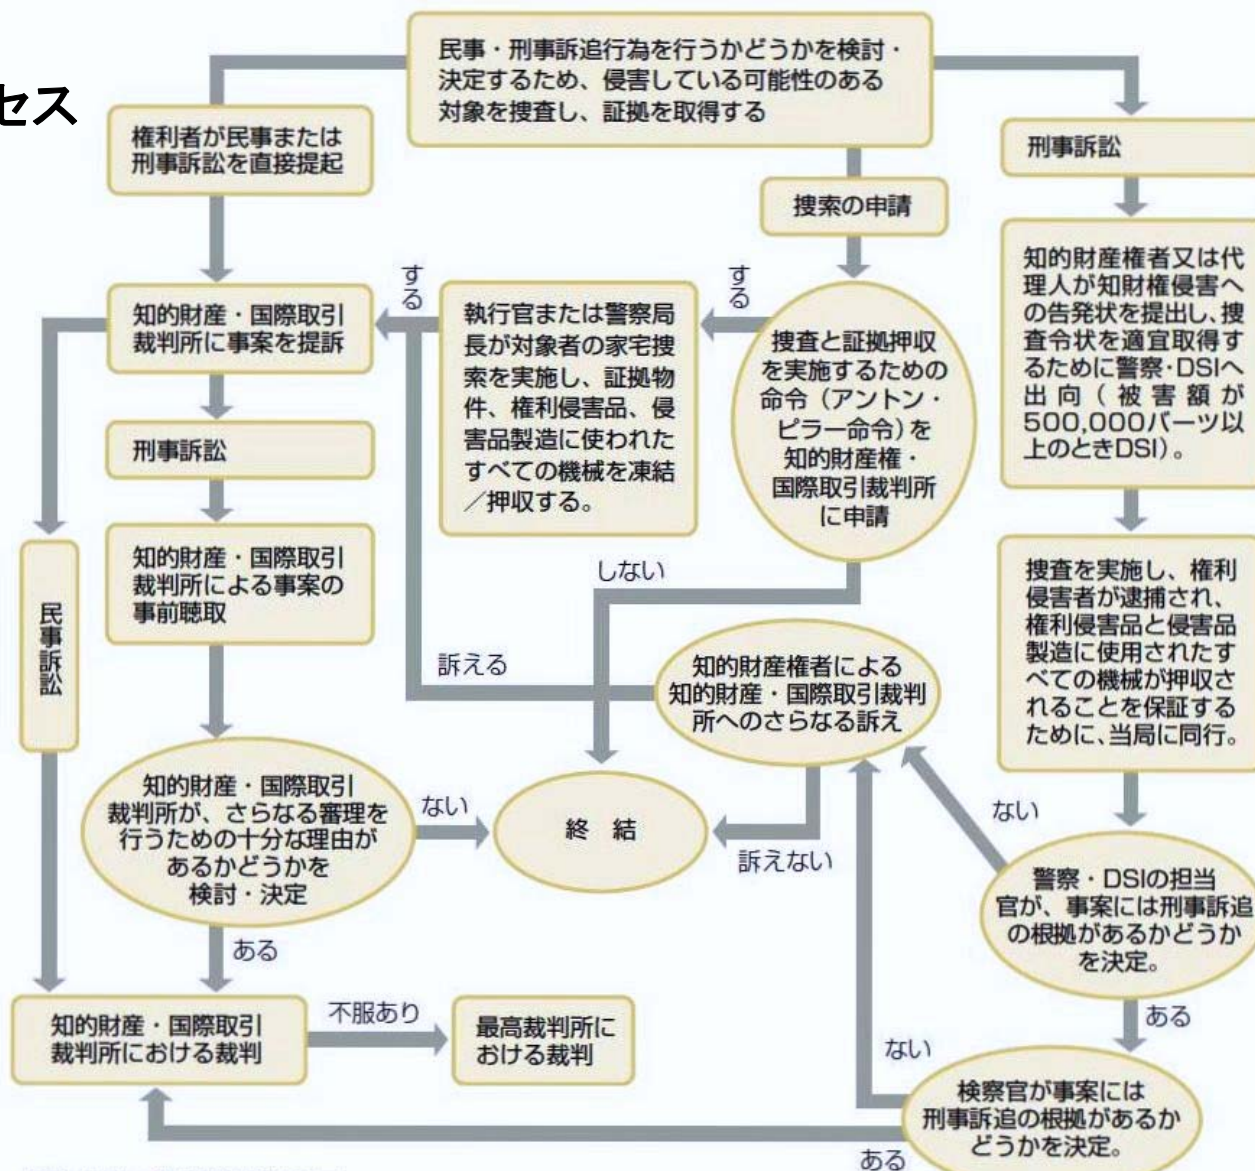 セス
民事・刑事訴追行為を行うかどうかを検討・
決定するため、侵害している可能性のある
対象を捜査し、証拠を取得する
権利者が民事または
刑事訴訟を直接提起
捜索の申請
刑事訴訟
知的財産権者又は代
理人が知財権侵害へ
の告発状を提出し、捜
査令状を適宜取得す
るために警察・DSIへ
出向（被害額が
500,000バーツ以
上のときDSI）。
する
する
知的財産・国際取引
裁判所に事案を提訴
執行官または警察局
長が対象者の家宅捜
索を実施し、証拠物
件、権利侵害品、侵
害品製造に使われた
すべての機械を凍結
／押収する。
捜査と証拠押収
を実施するための
命令（アントン・
ピラー命令）を
知的財産権・
国際取引裁判所
に申請
刑事訴訟
知的財産・国際取引
裁判所による事案の
事前聴取
民事訴訟
しない
訴える
知的財産権者による
知的財産・国際取引裁判
所へのさらなる訴え
捜査を実施し、権利
侵害者が逮捕され、
権利侵害品と侵害品
製造に使用されたす
べての機械が押収さ
れることを保証する
ために、当局に同行。
知的財産・国際取引
裁判所が、さらなる審理を
行うための十分な理由が
あるかどうかを
検討・決定
ない
終 結
訴えない
ない
警察・DSIの担当
官が、事案には刑事訴追
の根拠があるかどうか
を決定。
ある
ある
知的財産・国際取引
裁判所における裁判
不服あり
最高裁判所に
おける裁判
ない
検察官が事案には
刑事訴追の根拠があるか
どうかを決定。
ある